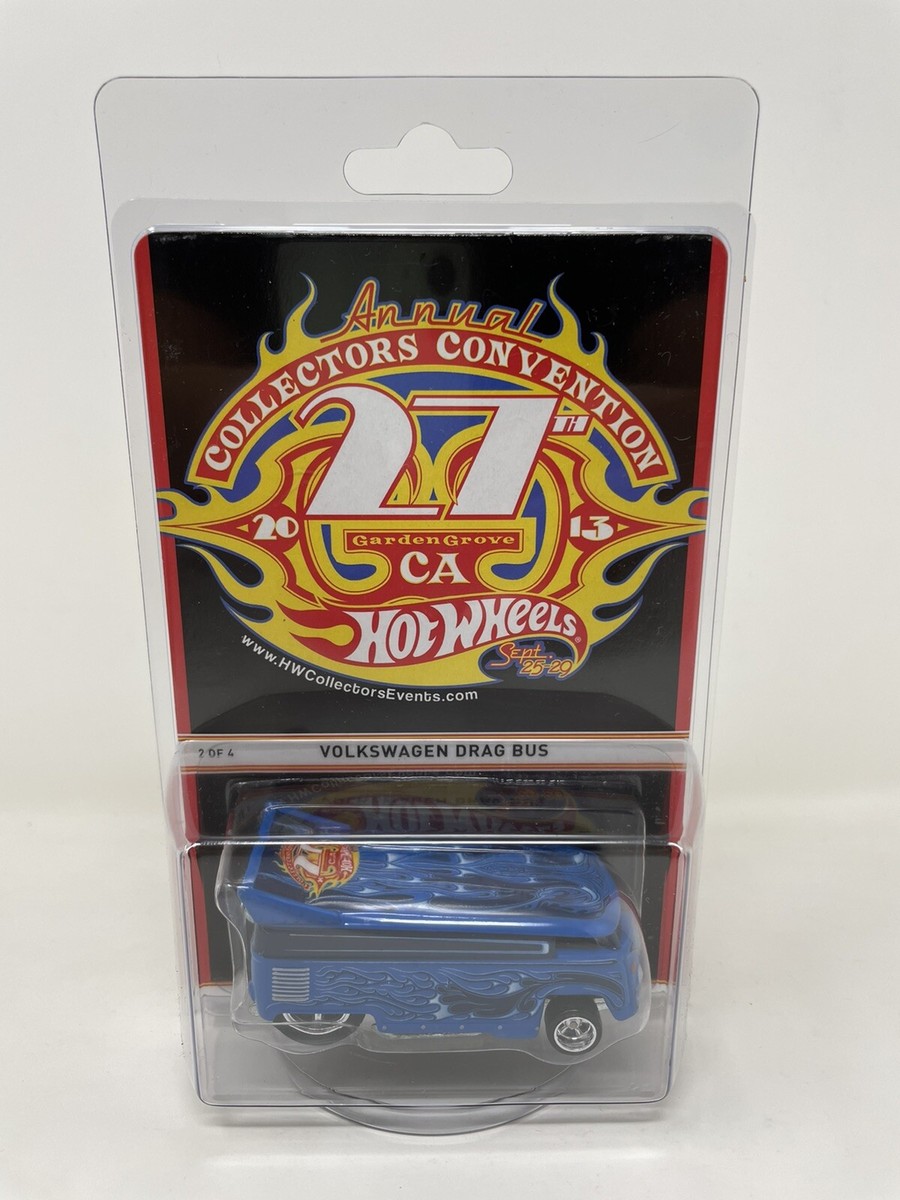 Annual
COLLECTORS CONVENTION
27TH
20 13
Garden Grove
CA
HOT WHEELS®
Sept.
25-29
www.HWCollectorsEvents.com
2 OF 4
VOLKSWAGEN DRAG BUS
27